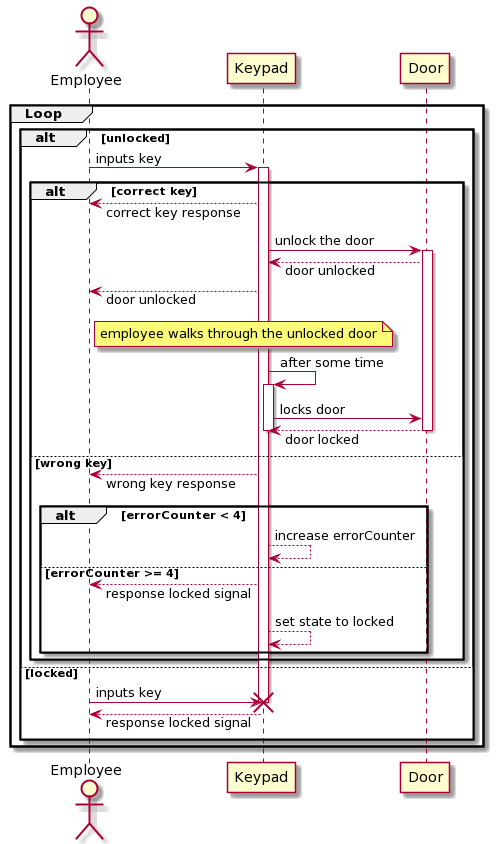 Employee
Keypad
Door
Loop
alt [unlocked]
inputs key
alt [correct key]
correct key response
unlock the door
door unlocked
door unlocked
employee walks through the unlocked door
after some time
locks door
door locked
[wrong key]
wrong key response
alt [errorCounter < 4]
increase errorCounter
[errorCounter >= 4]
response locked signal
set state to locked
[locked]
inputs key
response locked signal
Employee
Keypad
Door